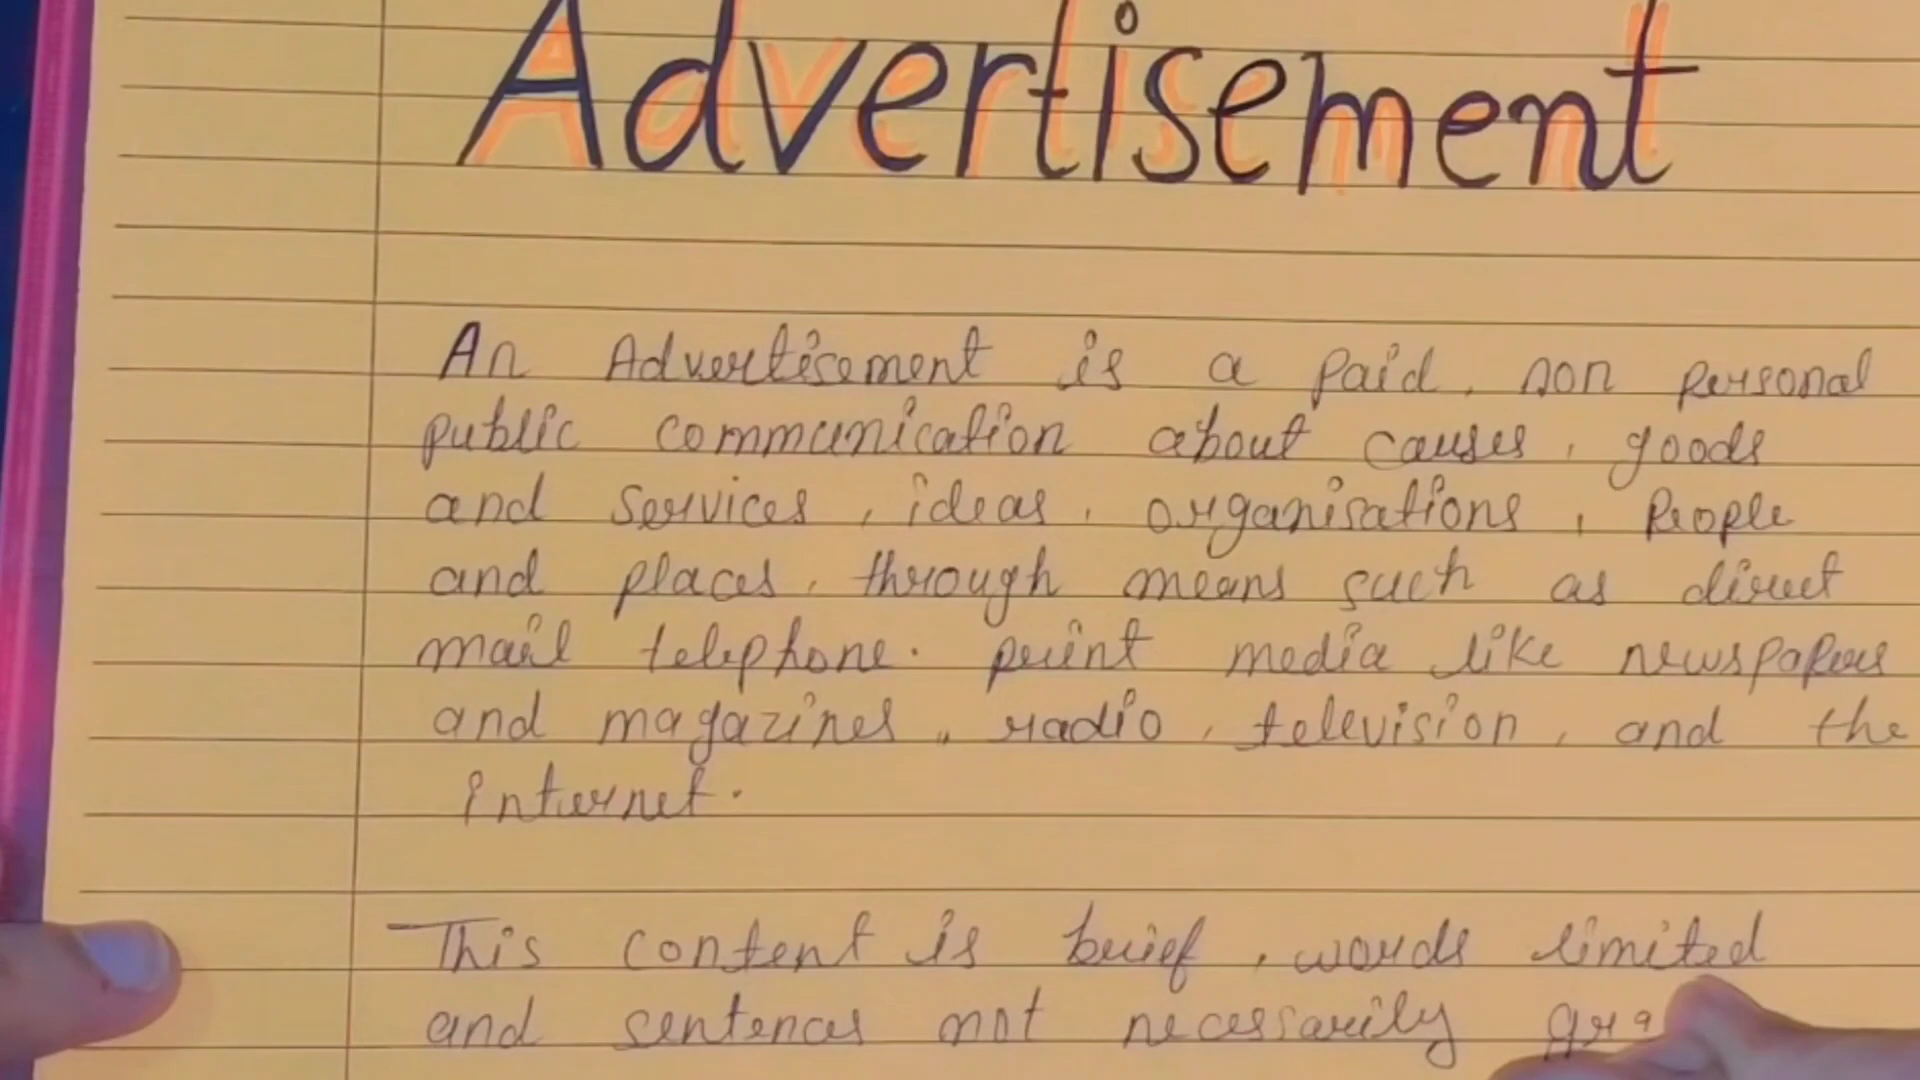 Advertisement
An Advertisement is a paid, non personal
public communication about causes, goods
and services, ideas, organisations, People
and places, through means such as direct
mail telephone. print media like newspapers
and magazines, radio, television, and the
internet.
This content is brief, words limited
and sentences not necessarily